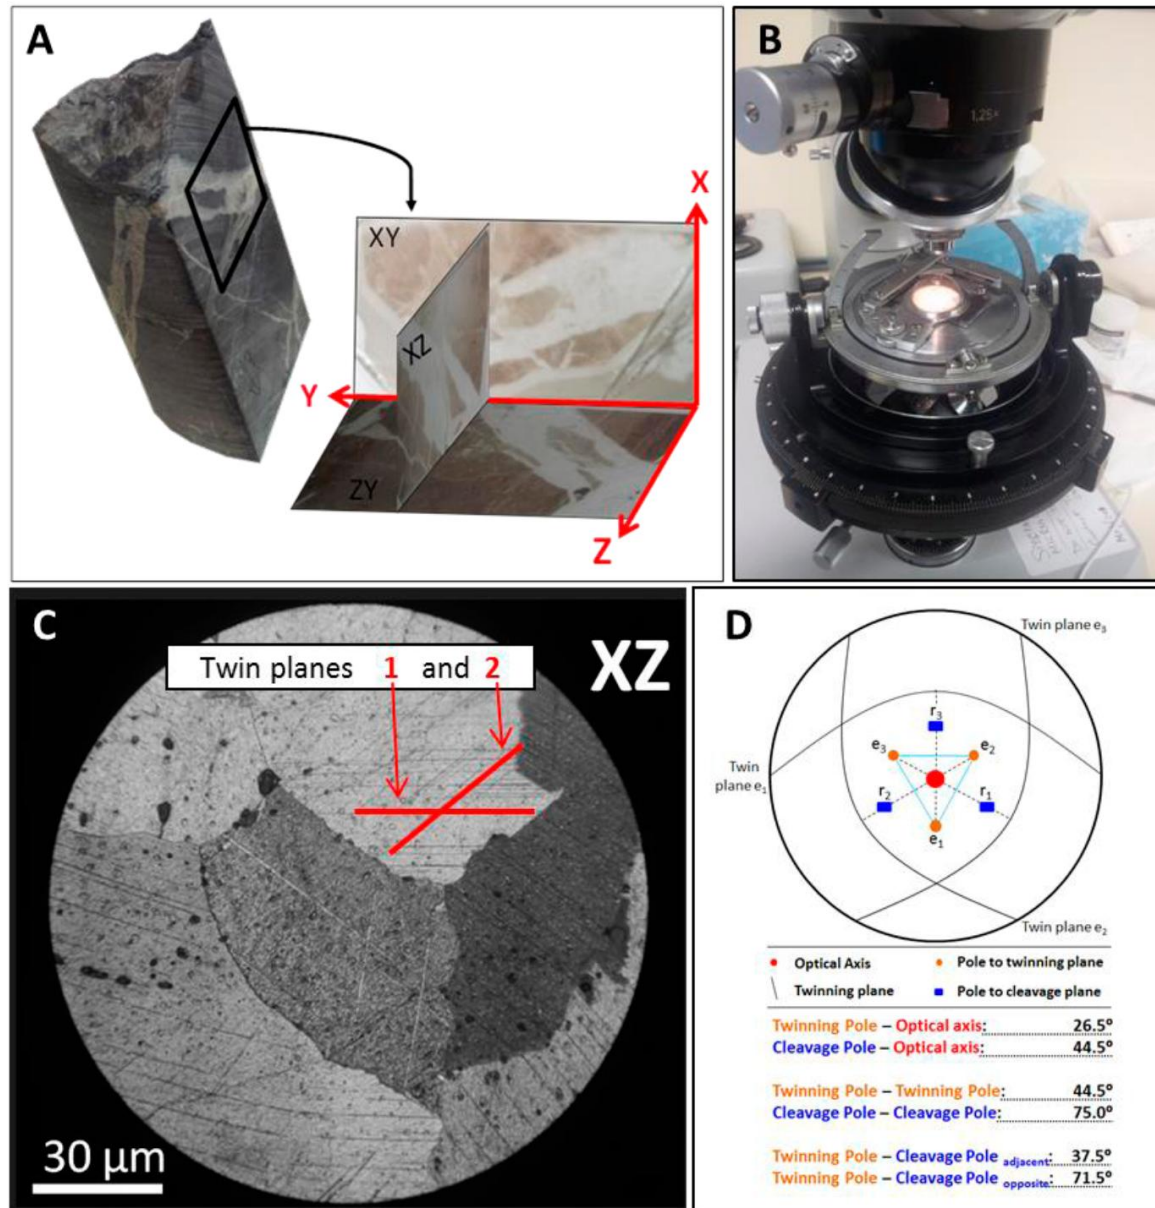 A
XY
XZ
ZY
X
Y
Z
B
1.25×
C
XZ
Twin planes 1 and 2
30 µm
D
Twin plane e3
r3
e3
e2
Twin
plane e1
r2
r1
e1
Twin plane e2
Optical Axis
Pole to twinning plane
Twinning plane
Pole to cleavage plane
Twinning Pole – Optical axis: 26.5º
Cleavage Pole – Optical axis: 44.5º
Twinning Pole – Twinning Pole: 44.5º
Cleavage Pole – Cleavage Pole: 75.0º
Twinning Pole – Cleavage Pole adjacent: 37.5º
Twinning Pole – Cleavage Pole opposite: 71.5º